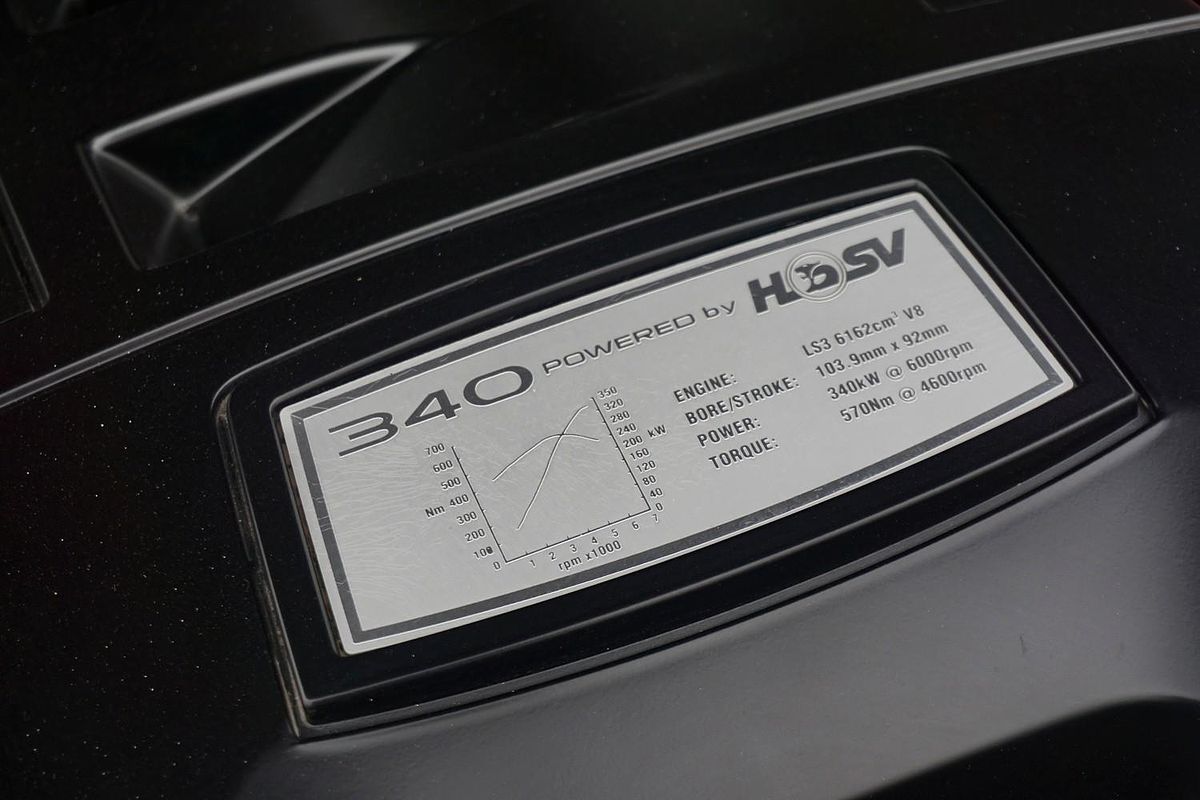 340 POWERED by HSV
ENGINE: LS3 6162cm³ V8
BORE/STROKE: 103.9mm x 92mm
POWER: 340kW @ 6000rpm
TORQUE: 570Nm @ 4600rpm
700
600
500
Nm 400
300
200
100
0
350
320
280
240
200 kW
160
120
80
40
0
1 2 3 4 5 6 7
rpm x1000